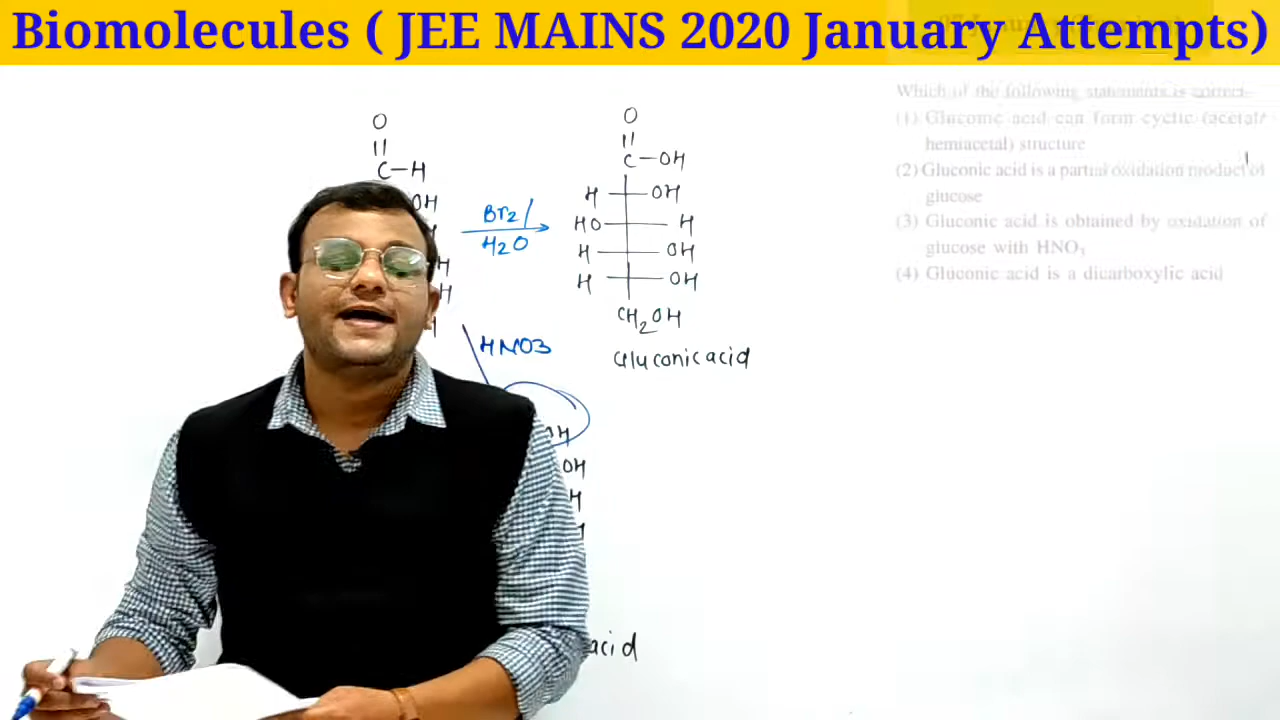 Biomolecules ( JEE MAINS 2020 January Attempts)
Which of the following statements is correct-
(1) Gluconic acid can form cyclic (acetal/
hemiacetal) structure
(2) Gluconic acid is a partial oxidation product of
glucose
(3) Gluconic acid is obtained by oxidation of
glucose with HNO3
(4) Gluconic acid is a dicarboxylic acid
O
C-H
OH
H
H
H
H
Br2/
H2O
O
C-OH
H OH
HO H
H OH
H OH
CH2OH
Gluconic acid
HNO3
OH
OH
H
H
acid